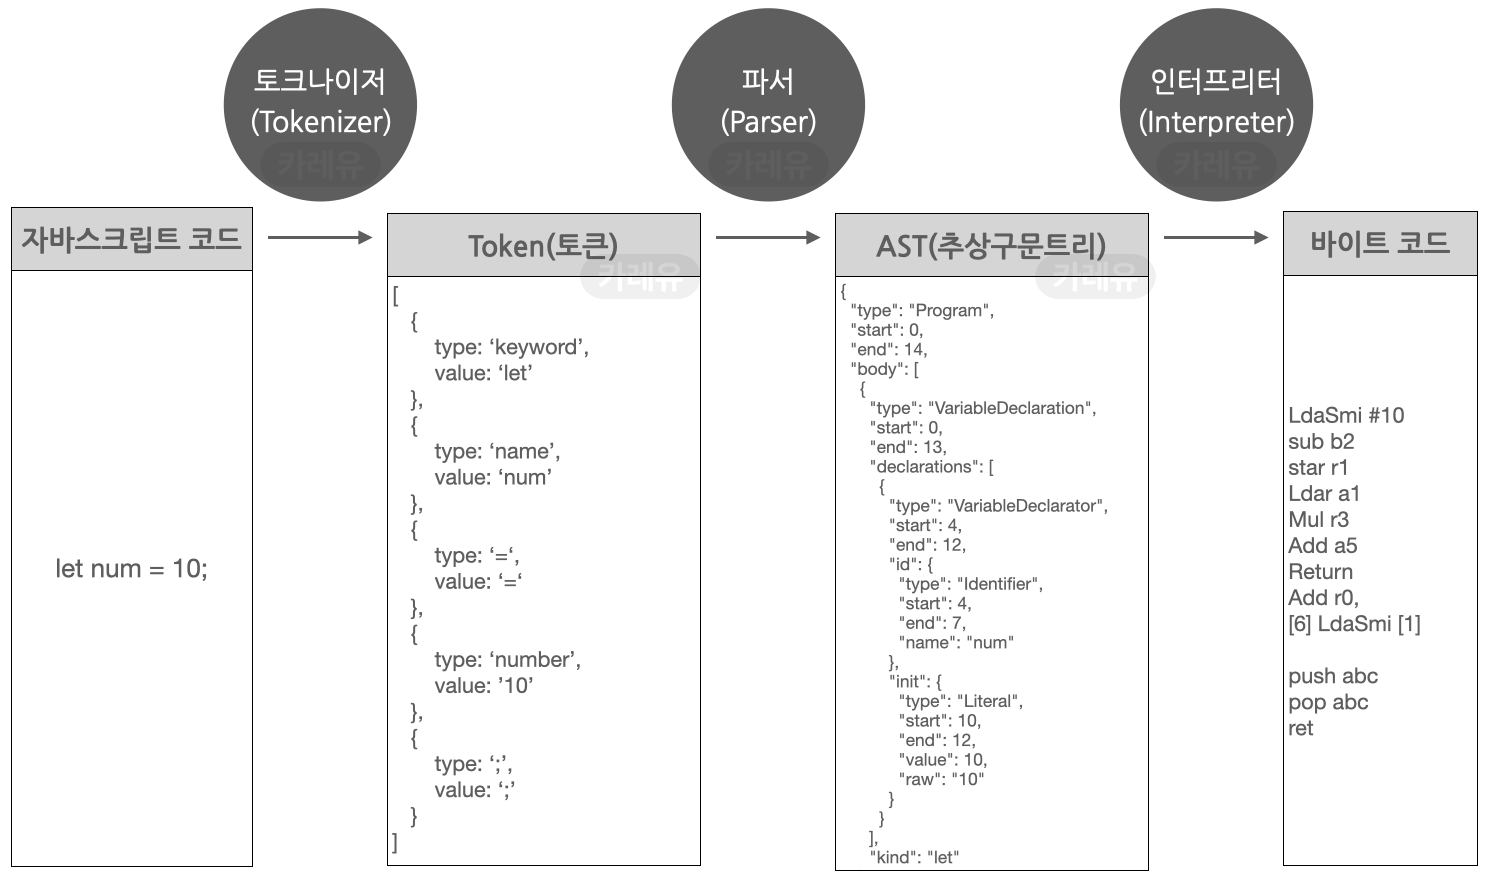 토크나이저
(Tokenizer)
카레유
파서
(Parser)
카레유
인터프리터
(Interpreter)
카레유
자바스크립트 코드
let num = 10;
Token(토큰)
카레유
[
{
type: ‘keyword’,
value: ‘let’
},
{
type: ‘name’,
value: ‘num’
},
{
type: ‘=‘,
value: ‘=‘
},
{
type: ‘number’,
value: ’10’
},
{
type: ‘;’,
value: ‘;’
}
]
AST(추상구문트리)
카레유
{
"type": "Program",
"start": 0,
"end": 14,
"body": [
{
"type": "VariableDeclaration",
"start": 0,
"end": 13,
"declarations": [
{
"type": "VariableDeclarator",
"start": 4,
"end": 12,
"id": {
"type": "Identifier",
"start": 4,
"end": 7,
"name": "num"
},
"init": {
"type": "Literal",
"start": 10,
"end": 12,
"value": 10,
"raw": "10"
}
}
],
"kind": "let"
바이트 코드
LdaSmi #10
sub b2
star r1
Ldar a1
Mul r3
Add a5
Return
Add r0,
[6] LdaSmi [1]
push abc
pop abc
ret